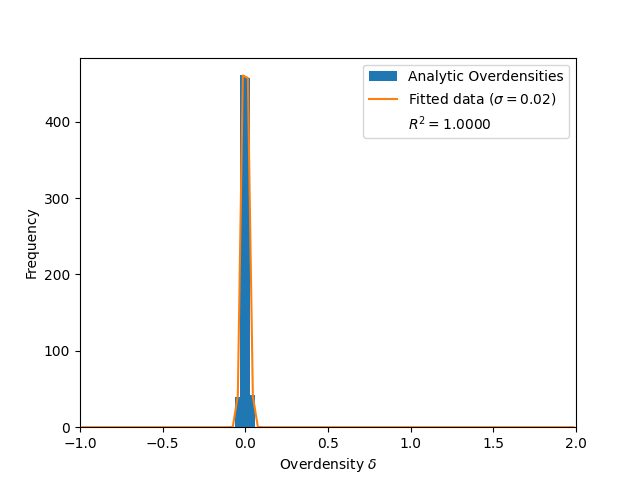 Analytic Overdensities
Fitted data (σ = 0.02)
R² = 1.0000
Frequency
400
300
200
100
0
−1.0 −0.5 0.0 0.5 1.0 1.5 2.0
Overdensity δ